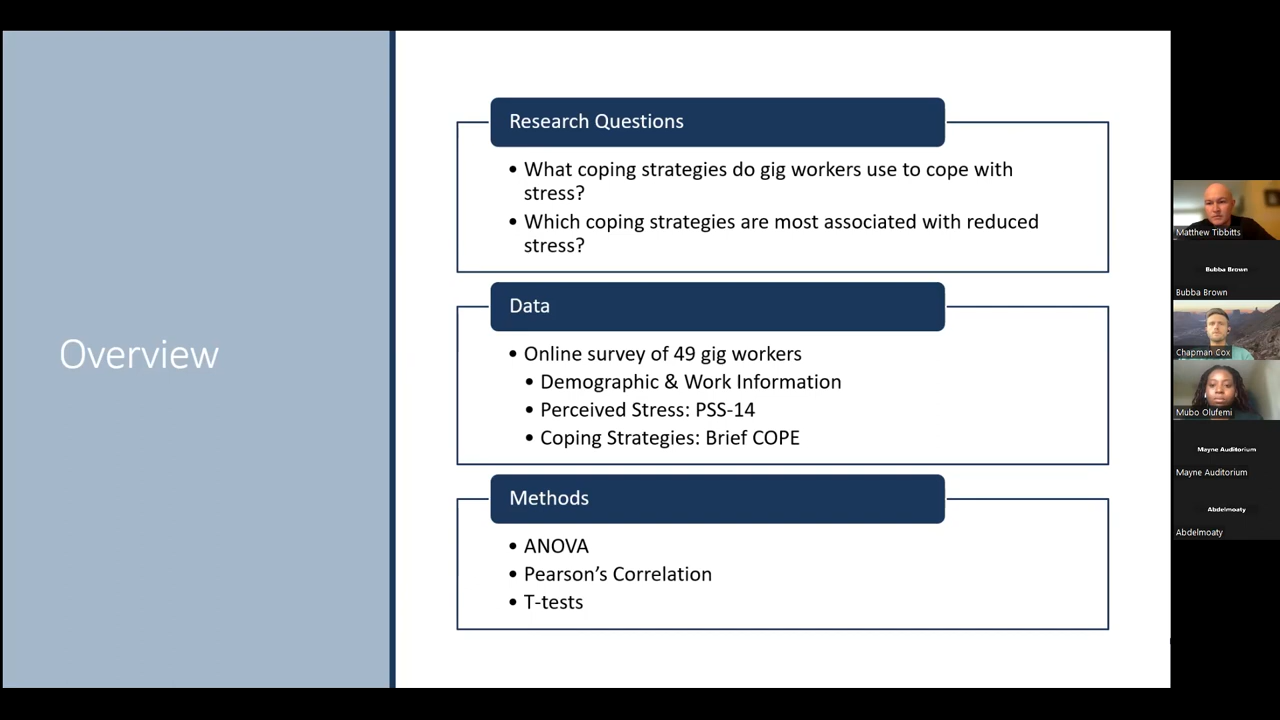 Overview
Research Questions
• What coping strategies do gig workers use to cope with
stress?
• Which coping strategies are most associated with reduced
stress?
Data
• Online survey of 49 gig workers
• Demographic & Work Information
• Perceived Stress: PSS-14
• Coping Strategies: Brief COPE
Methods
• ANOVA
• Pearson’s Correlation
• T-tests
Matthew Tibbitts
Bubba Brown
Bubba Brown
Chapman Cox
Mubo Olufemi
Mayne Auditorium
Mayne Auditorium
Abdelmoaty
Abdelmoaty